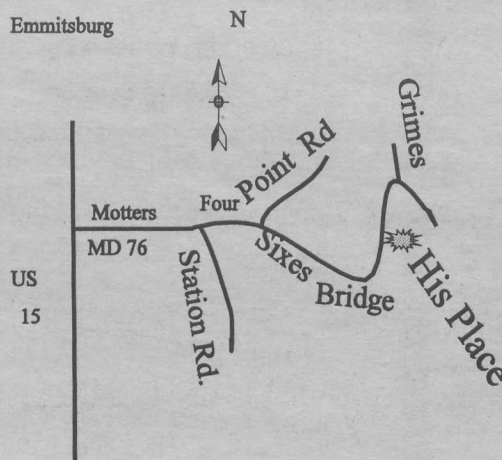 Emmitsburg
N
Grimes
Four Point Rd
Motters
MD 76
Station Rd.
Sixes Bridge
His Place
US
15